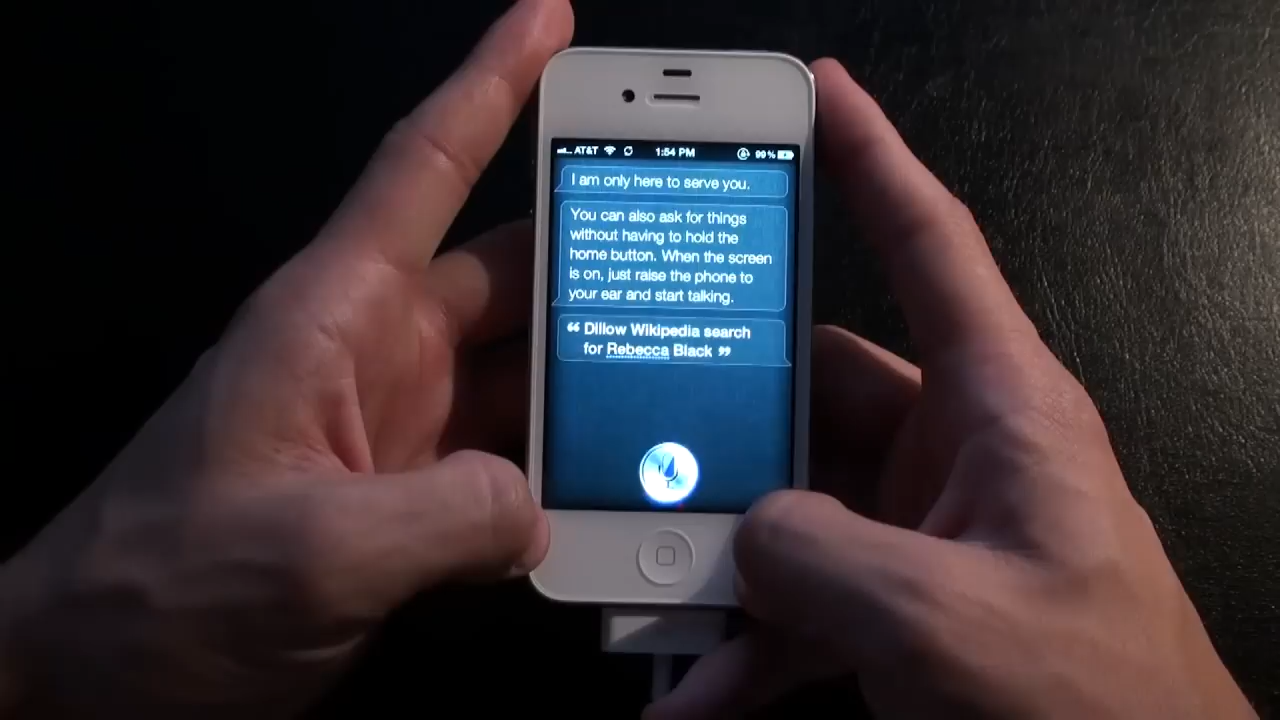 AT&T 1:54 PM 99%
I am only here to serve you.
You can also ask for things
without having to hold the
home button. When the screen
is on, just raise the phone to
your ear and start talking.
“ Dillow Wikipedia search
for Rebecca Black ”